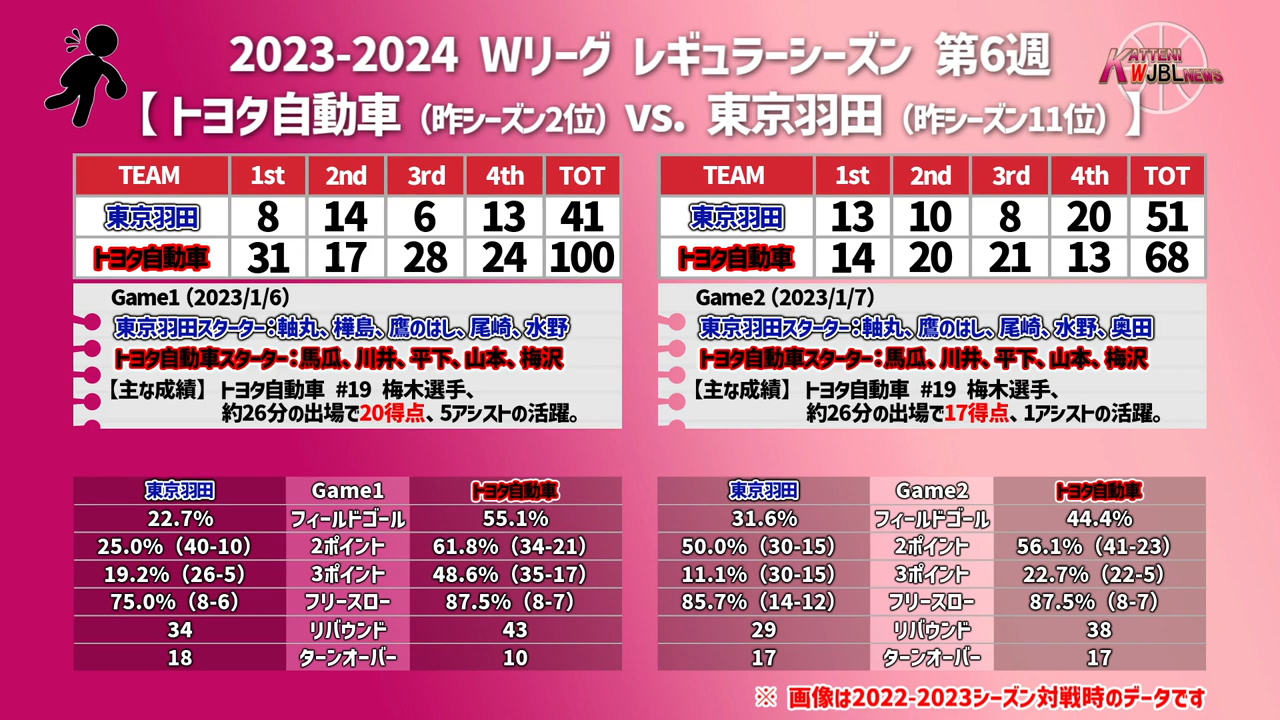 2023-2024 Wリーグ レギュラーシーズン 第6週
KATTENI WJBL NEWS
【 トヨタ自動車（昨シーズン2位）vs. 東京羽田（昨シーズン11位）】
TEAM 1st 2nd 3rd 4th TOT
東京羽田 8 14 6 13 41
トヨタ自動車 31 17 28 24 100
Game1（2023/1/6）
東京羽田スターター：軸丸、樺島、鷹のはし、尾崎、水野
トヨタ自動車スターター：馬瓜、川井、平下、山本、梅沢
【主な成績】 トヨタ自動車 #19 梅木選手、
約26分の出場で20得点、5アシストの活躍。
TEAM 1st 2nd 3rd 4th TOT
東京羽田 13 10 8 20 51
トヨタ自動車 14 20 21 13 68
Game2（2023/1/7）
東京羽田スターター：軸丸、鷹のはし、尾崎、水野、奥田
トヨタ自動車スターター：馬瓜、川井、平下、山本、梅沢
【主な成績】 トヨタ自動車 #19 梅木選手、
約26分の出場で17得点、1アシストの活躍。
東京羽田 Game1 トヨタ自動車
22.7% フィールドゴール 55.1%
25.0%（40-10） 2ポイント 61.8%（34-21）
19.2%（26-5） 3ポイント 48.6%（35-17）
75.0%（8-6） フリースロー 87.5%（8-7）
34 リバウンド 43
18 ターンオーバー 10
東京羽田 Game2 トヨタ自動車
31.6% フィールドゴール 44.4%
50.0%（30-15） 2ポイント 56.1%（41-23）
11.1%（30-15） 3ポイント 22.7%（22-5）
85.7%（14-12） フリースロー 87.5%（8-7）
29 リバウンド 38
17 ターンオーバー 17
※ 画像は2022-2023シーズン対戦時のデータです